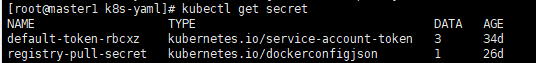 [root@master1 k8s-yaml]# kubectl get secret
NAME TYPE DATA AGE
default-token-rbcxz kubernetes.io/service-account-token 3 34d
registry-pull-secret kubernetes.io/dockerconfigjson 1 26d